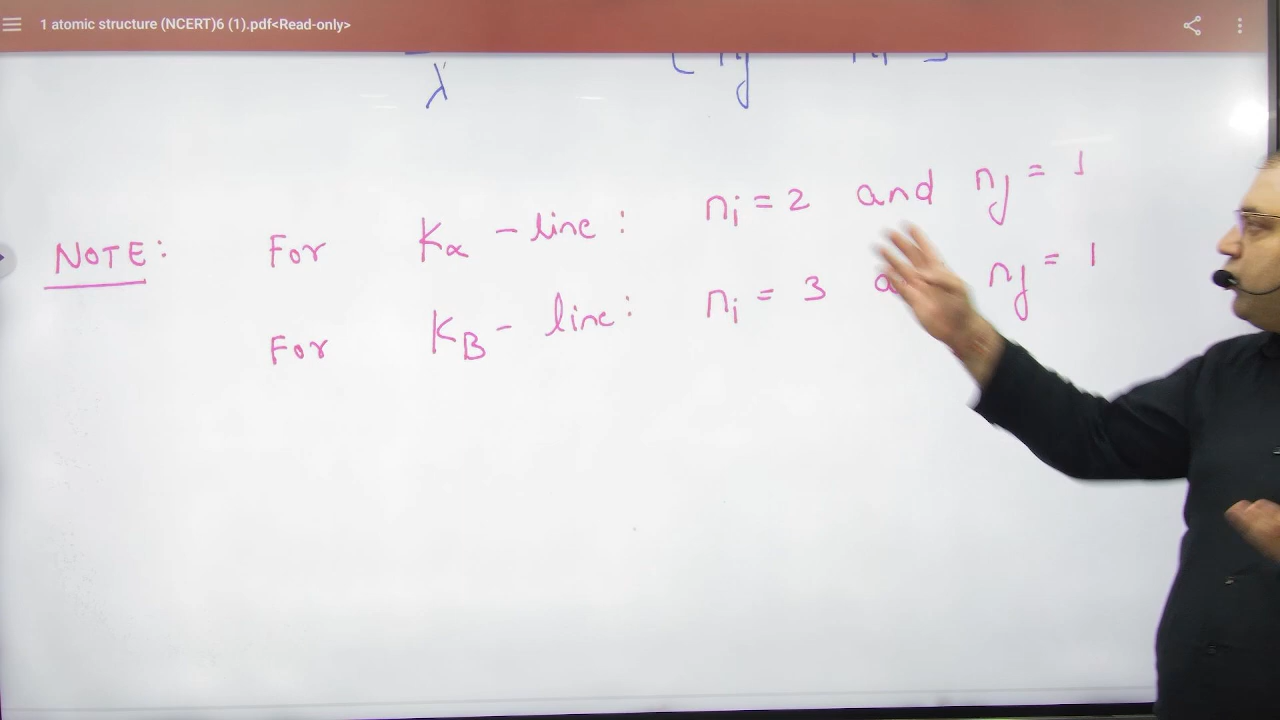 1 atomic structure (NCERT)6 (1).pdf<Read-only>
λ
NOTE: For Kα - line: ni = 2 and nf = 1
For KB - line: ni = 3 nf = 1